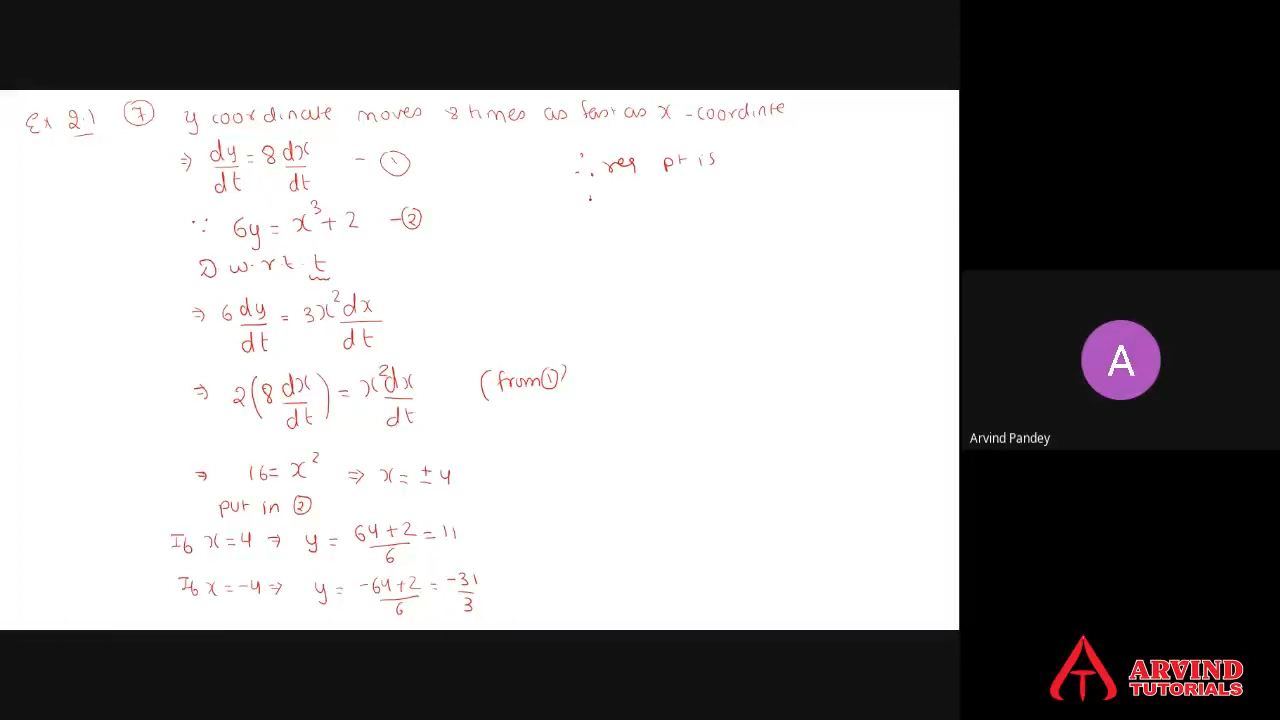 Ex 2.1 ⑦ y coordinate moves 8 times as fast as x -coordinte
⇒ dy/dt = 8 dx/dt - ①
∵ 6y = x³ + 2 - ②
D w.r.t. t
⇒ 6 dy/dt = 3x² dx/dt
⇒ 2(8 dx/dt) = x² dx/dt (from ①)
⇒ 16 = x² ⇒ x = ± 4
put in ②
If x = 4 ⇒ y = (64+2)/6 = 11
If x = -4 ⇒ y = (-64+2)/6 = -31/3
∴ req pt is
A
Arvind Pandey
ARVIND
TUTORIALS